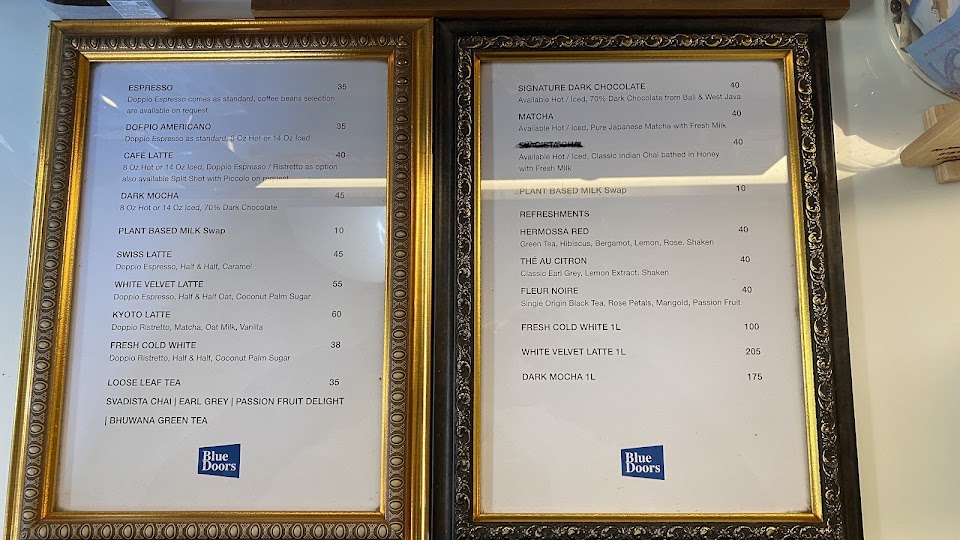 ESPRESSO 35
Doppio Espresso comes as standard, coffee beans selection
are available on request
DOPPIO AMERICANO 35
Doppio Espresso as standard, 8 Oz Hot or 14 Oz Iced
CAFE LATTE 40
8 Oz Hot or 14 Oz Iced, Doppio Espresso / Ristretto as option
also available Split Shot with Piccolo on request
DARK MOCHA 45
8 Oz Hot or 14 Oz Iced, 70% Dark Chocolate
PLANT BASED MILK Swap 10
SWISS LATTE 45
Doppio Espresso, Half & Half, Caramel
WHITE VELVET LATTE 55
Doppio Espresso, Half & Half Oat, Coconut Palm Sugar
KYOTO LATTE 60
Doppio Ristretto, Matcha, Oat Milk, Vanilla
FRESH COLD WHITE 38
Doppio Ristretto, Half & Half, Coconut Palm Sugar
LOOSE LEAF TEA 35
SVADISTA CHAI | EARL GREY | PASSION FRUIT DELIGHT
| BHUWANA GREEN TEA
Blue
Doors
SIGNATURE DARK CHOCOLATE 40
Available Hot / Iced, 70% Dark Chocolate from Bali & West Java
MATCHA 40
Available Hot / Iced, Pure Japanese Matcha with Fresh Milk
40
Available Hot / Iced, Classic Indian Chai bathed in Honey
with Fresh Milk
PLANT BASED MILK Swap 10
REFRESHMENTS
HERMOSSA RED 40
Green Tea, Hibiscus, Bergamot, Lemon, Rose. Shaken
THÉ AU CITRON 40
Classic Earl Grey, Lemon Extract. Shaken
FLEUR NOIRE 40
Single Origin Black Tea, Rose Petals, Marigold, Passion Fruit
FRESH COLD WHITE 1L 100
WHITE VELVET LATTE 1L 205
DARK MOCHA 1L 175
Blue
Doors